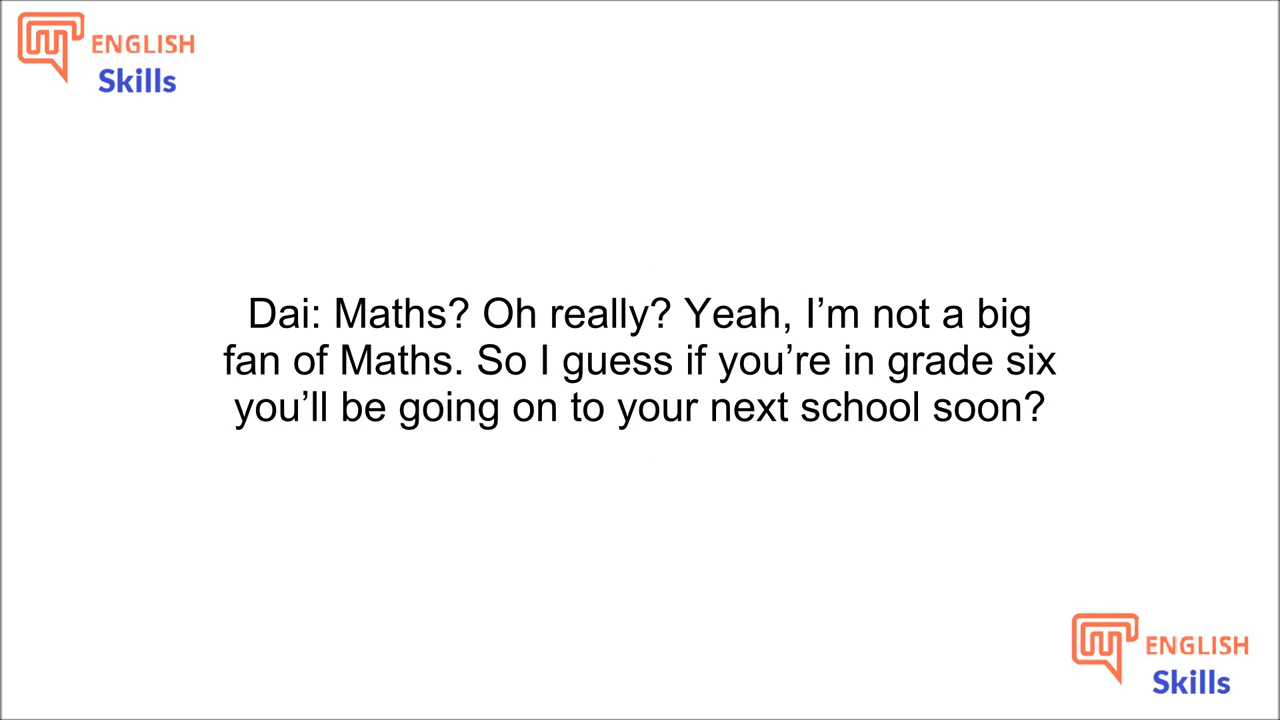 ENGLISH
Skills
Dai: Maths? Oh really? Yeah, I’m not a big
fan of Maths. So I guess if you’re in grade six
you’ll be going on to your next school soon?
ENGLISH
Skills